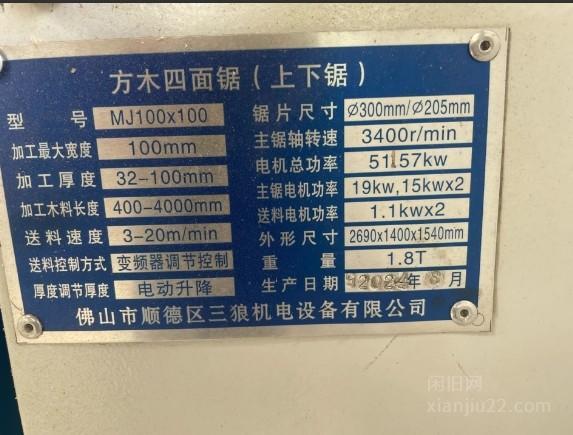 方木四面锯（上下锯）
型号 MJ100x100
加工最大宽度 100mm
加工厚度 32-100mm
加工木料长度 400-4000mm
送料速度 3-20m/min
送料控制方式 变频器调节控制
厚度调节厚度 电动升降
锯片尺寸 Ø300mm/Ø205mm
主锯轴转速 3400r/min
电机总功率 51.57kw
主锯电机功率 19kw,15kwx2
送料电机功率 1.1kwx2
外形尺寸 2690x1400x1540mm
重量 1.8T
生产日期 年 8 月
佛山市顺德区三狼机电设备有限公司
闲旧网
xianjiu22.com